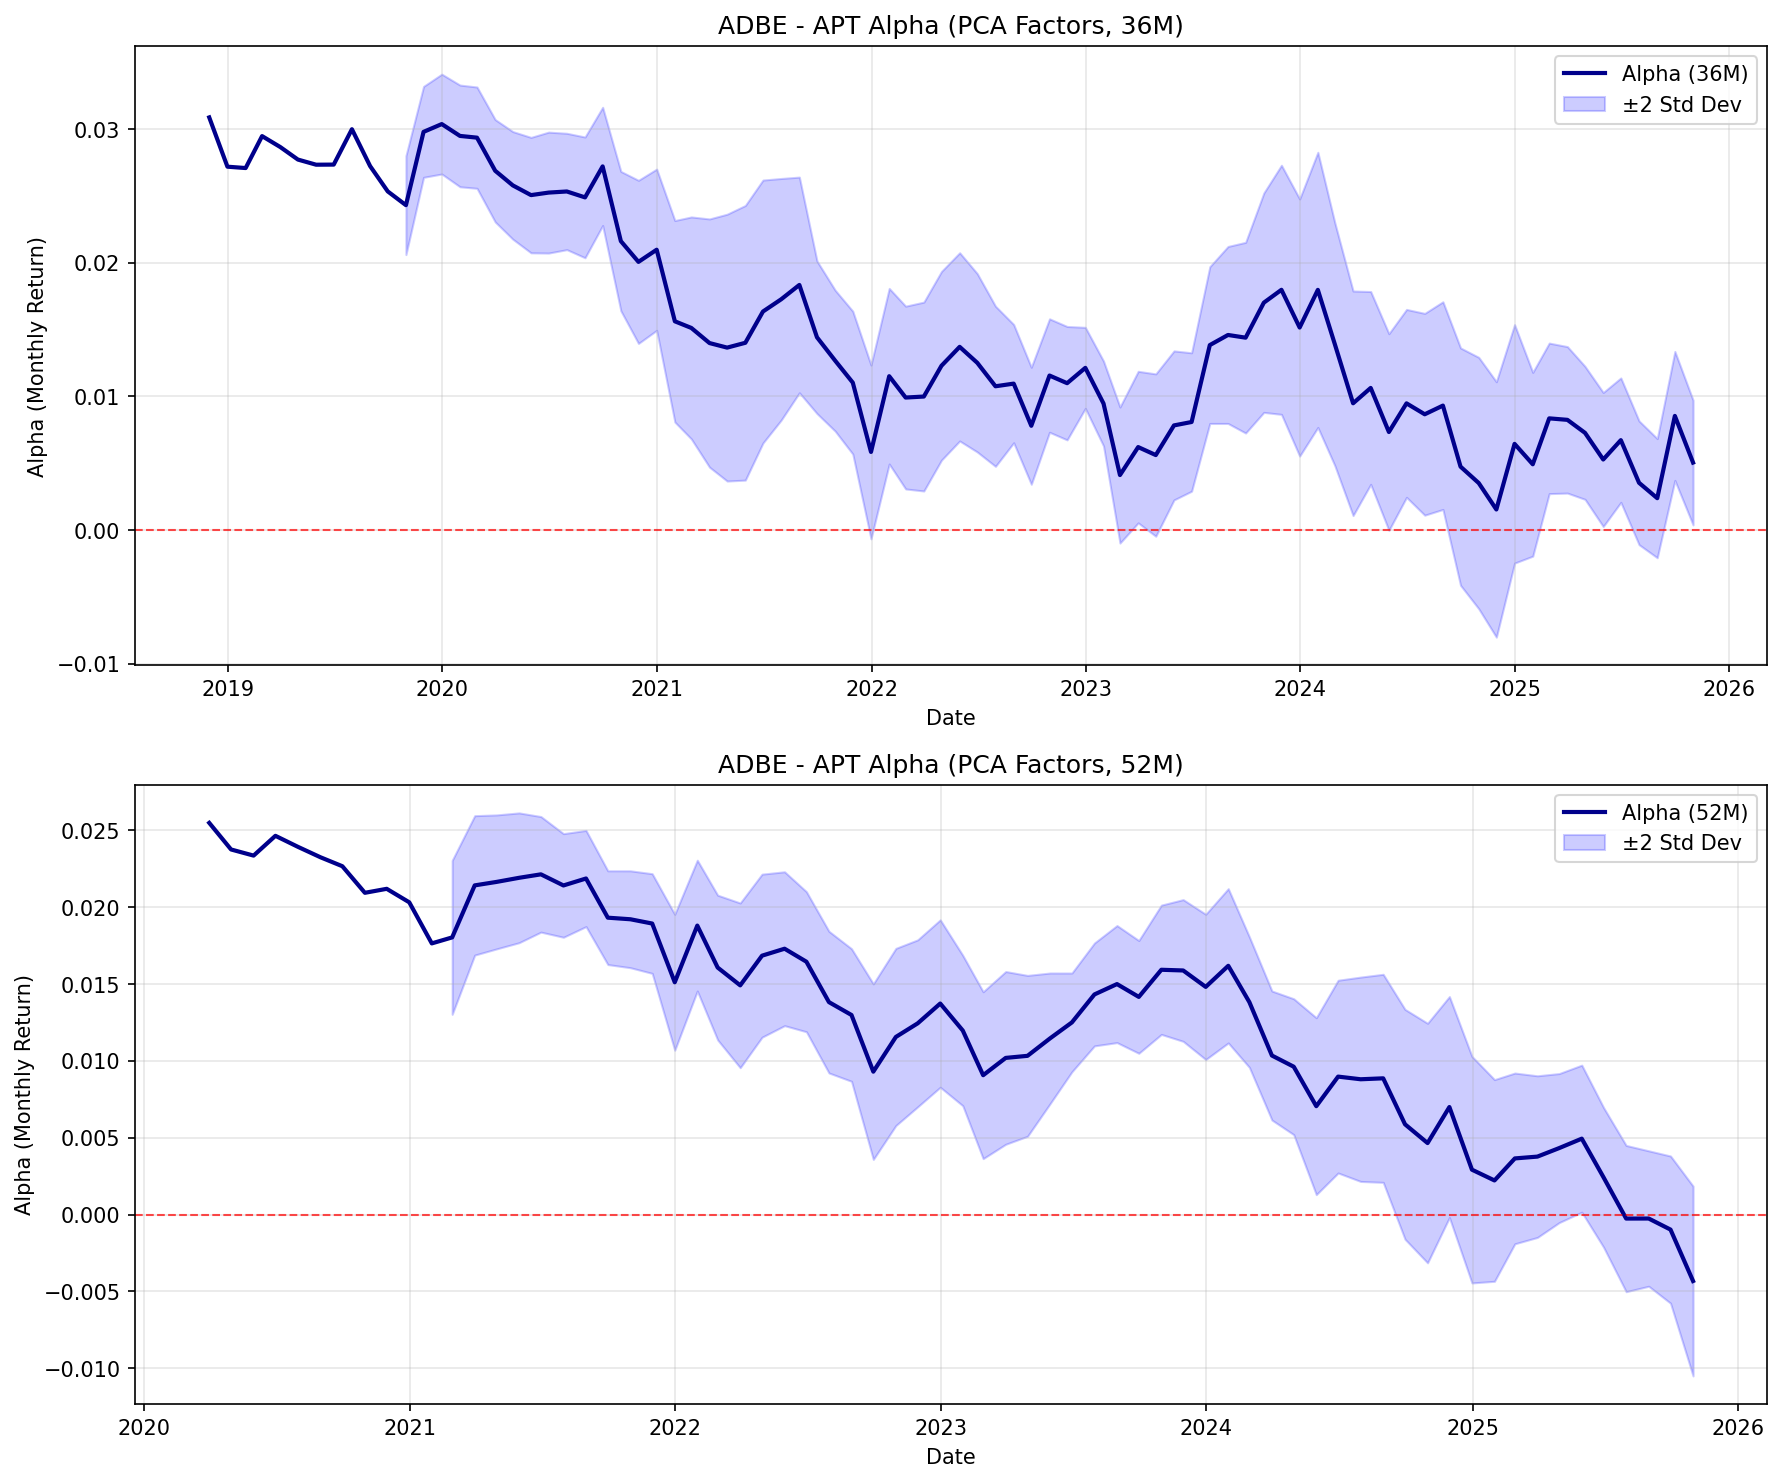 ADBE - APT Alpha (PCA Factors, 36M)
Alpha (36M)
±2 Std Dev
Alpha (Monthly Return)
0.03
0.02
0.01
0.00
−0.01
2019 2020 2021 2022 2023 2024 2025 2026
Date
ADBE - APT Alpha (PCA Factors, 52M)
Alpha (52M)
±2 Std Dev
Alpha (Monthly Return)
0.025
0.020
0.015
0.010
0.005
0.000
−0.005
−0.010
2020 2021 2022 2023 2024 2025 2026
Date